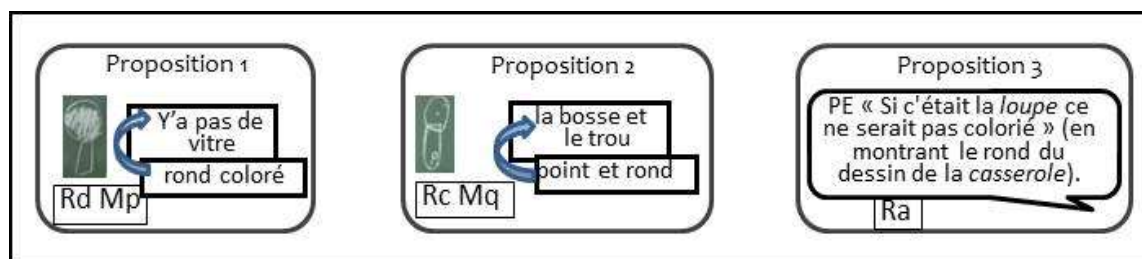 Proposition 1
Y'a pas de
vitre
rond coloré
Rd Mp
Proposition 2
la bosse et
le trou
point et rond
Rc Mq
Proposition 3
PE « Si c'était la loupe ce
ne serait pas colorié » (en
montrant le rond du
dessin de la casserole).
Ra